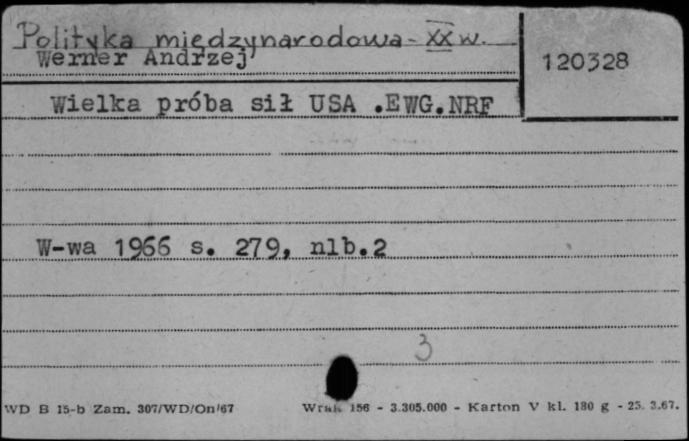 Polityka międzynarodowa - XX w.
Werner Andrzej
120328
Wielka próba sił USA .EWG.NRF
W-wa 1966 s. 279, nlb.2
3
WD B 15-b Zam. 307/WD/On/67
Wrak 156 - 3.305.000 - Karton V kl. 180 g - 25. 3.67.